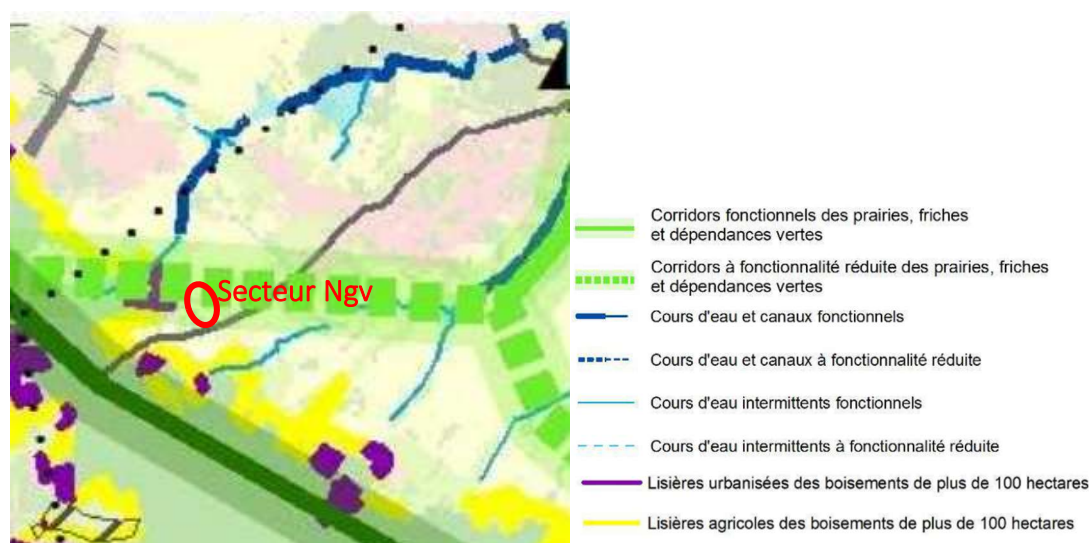 Secteur Ngv
Corridors fonctionnels des prairies, friches
et dépendances vertes
Corridors à fonctionnalité réduite des prairies, friches
et dépendances vertes
Cours d'eau et canaux fonctionnels
Cours d'eau et canaux à fonctionnalité réduite
Cours d'eau intermittents fonctionnels
Cours d'eau intermittents à fonctionnalité réduite
Lisières urbanisées des boisements de plus de 100 hectares
Lisières agricoles des boisements de plus de 100 hectares